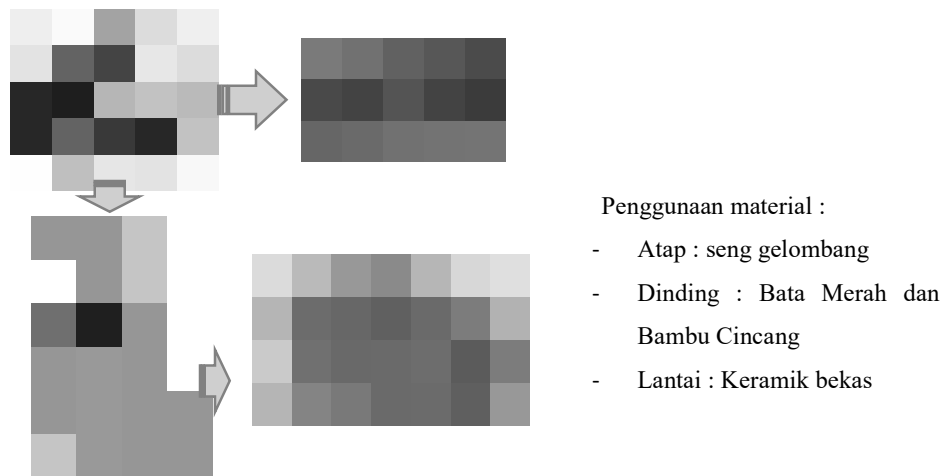 Penggunaan material :
- Atap : seng gelombang
- Dinding : Bata Merah dan
Bambu Cincang
- Lantai : Keramik bekas